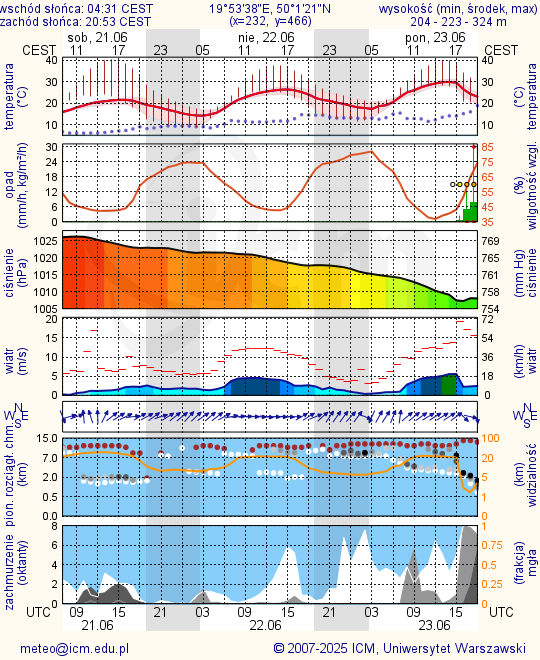 wschód słońca: 04:31 CEST 19°53'38"E, 50°1'21"N wysokość (min, środek, max)
zachód słońca: 20:53 CEST (x=232, y=466) 204 - 223 - 324 m
sob, 21.06 nie, 22.06 pon, 23.06
CEST 11 17 23 05 11 17 23 05 11 17 CEST
temperatura (°C) 40 30 20 10 40 30 20 10 (°C) temperatura
opad (mm/h, kg/m²/h) 30 24 18 12 6 0 85 75 65 55 45 35 (%) wilgotność wzgl.
ciśnienie (hPa) 1025 1020 1015 1010 1005 769 765 761 758 754 (mm Hg) ciśnienie
wiatr (m/s) 20 15 10 5 0 72 54 36 18 0 (km/h) wiatr
N W E S N W E S
pion. rozciągł. chm. (km) 15.0 7.0 2.0 0.5 0.0 100 20 5 1 0 (km) widzialność
zachmurzenie (oktanty) 8 6 4 2 0 1 0.75 0.5 0.25 0 (frakcja) mgła
UTC 09 15 21 03 09 15 21 03 09 15 UTC
21.06 22.06 23.06
meteo@icm.edu.pl © 2007-2025 ICM, Uniwersytet Warszawski